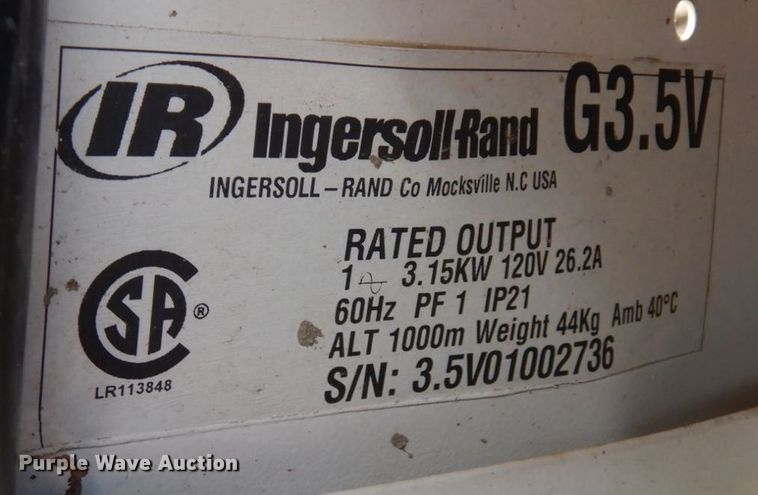 IR Ingersoll-Rand G3.5V
INGERSOLL-RAND Co Mocksville N.C USA
RATED OUTPUT
1 ~ 3.15KW 120V 26.2A
60Hz PF 1 IP21
ALT 1000m Weight 44Kg Amb 40°C
S/N: 3.5V01002736
SA ®
LR113848
Purple Wave Auction